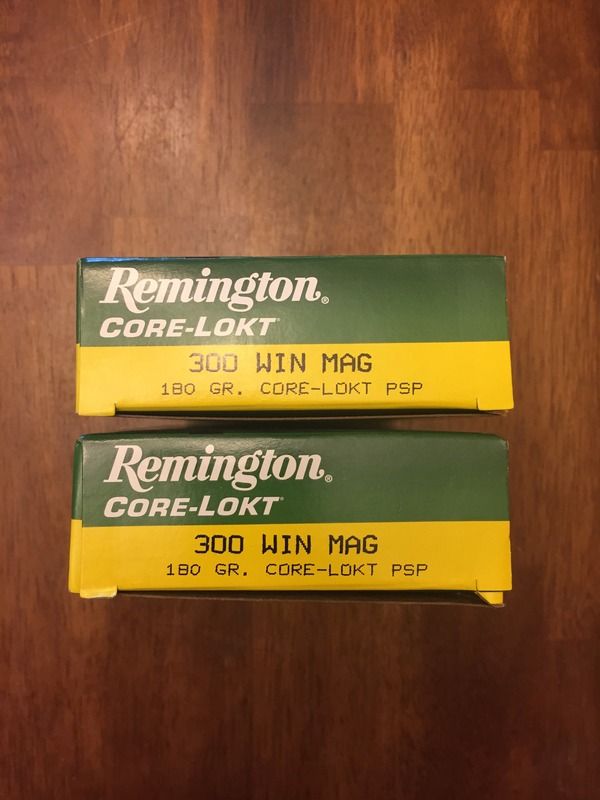 Remington®
CORE-LOKT
300 WIN MAG
180 GR. CORE-LOKT PSP
Remington®
CORE-LOKT
300 WIN MAG
180 GR. CORE-LOKT PSP